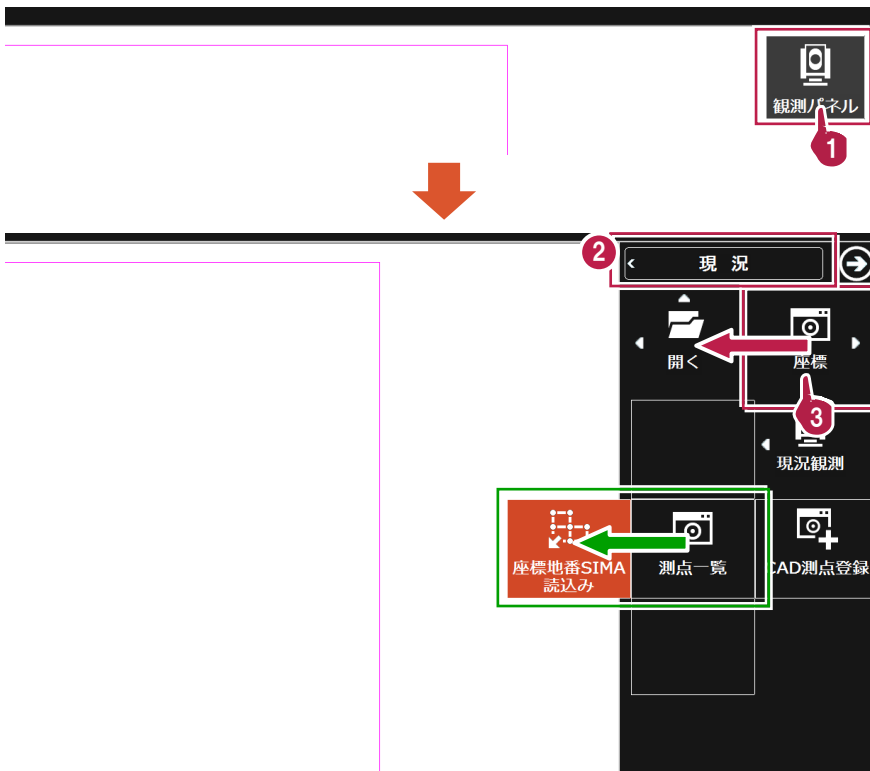 観測パネル
1
2
< 現 況
開く
座標
3
現況観測
座標地番SIMA
読込み
測点一覧
CAD測点登録